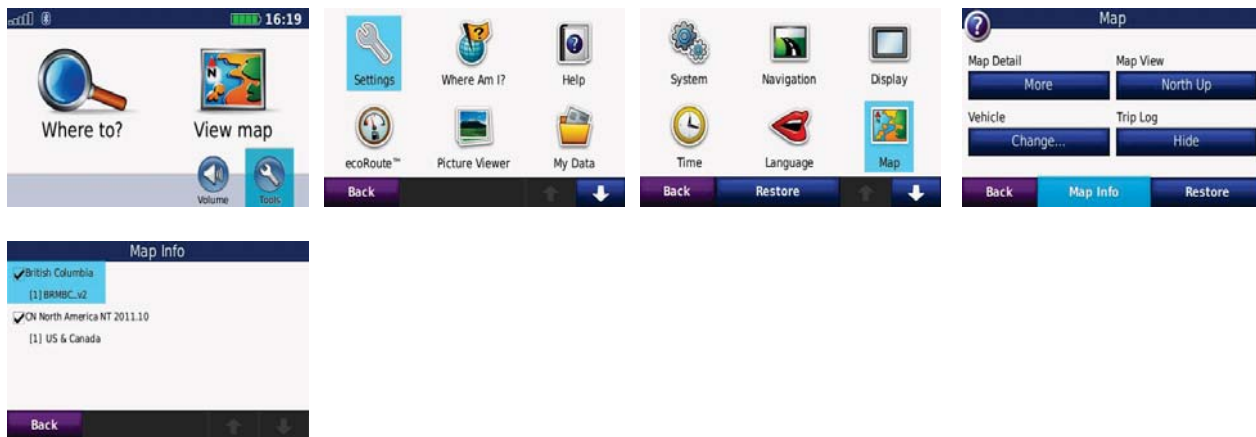 16:19
Where to?
View map
Volume
Tools
Settings
Where Am I?
Help
ecoRoute™
Picture Viewer
My Data
Back
System
Navigation
Display
Time
Language
Map
Back
Restore
Map
Map Detail
Map View
More
North Up
Vehicle
Trip Log
Change...
Hide
Back
Map Info
Restore
Map Info
British Columbia
[1] BRMBC_v2
CN North America NT 2011.10
[1] US & Canada
Back